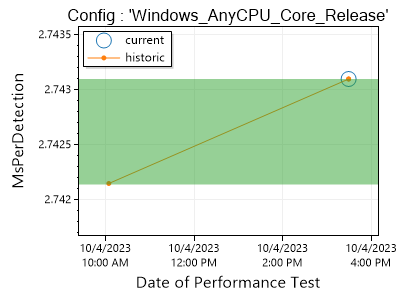 Config : 'Windows_AnyCPU_Core_Release'
current
historic
MsPerDetection
2.7435
2.743
2.7425
2.742
10/4/2023 10/4/2023 10/4/2023 10/4/2023
10:00 AM 12:00 PM 2:00 PM 4:00 PM
Date of Performance Test